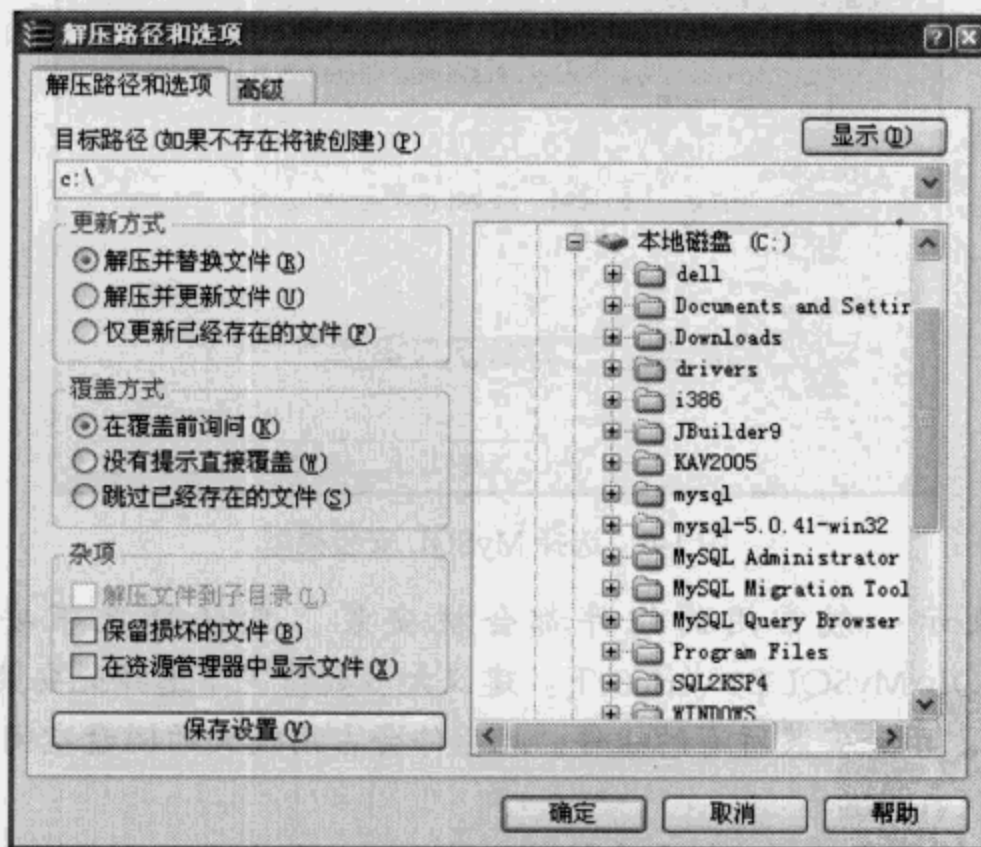 解压路径和选项
解压路径和选项 高级
目标路径(如果不存在将被创建)(P)
显示(D)
c:\
更新方式
解压并替换文件(R)
解压并更新文件(U)
仅更新已经存在的文件(F)
覆盖方式
在覆盖前询问(K)
没有提示直接覆盖(W)
跳过已经存在的文件(S)
杂项
解压文件到子目录(L)
保留损坏的文件(B)
在资源管理器中显示文件(X)
保存设置(V)
本地磁盘 (C:)
dell
Documents and Settir
Downloads
drivers
i386
JBuilder9
KAV2005
mysql
mysql-5.0.41-win32
MySQL Administrator
MySQL Migration Tool
MySQL Query Browser
Program Files
SQL2KSP4
WINDOWS
确定 取消 帮助